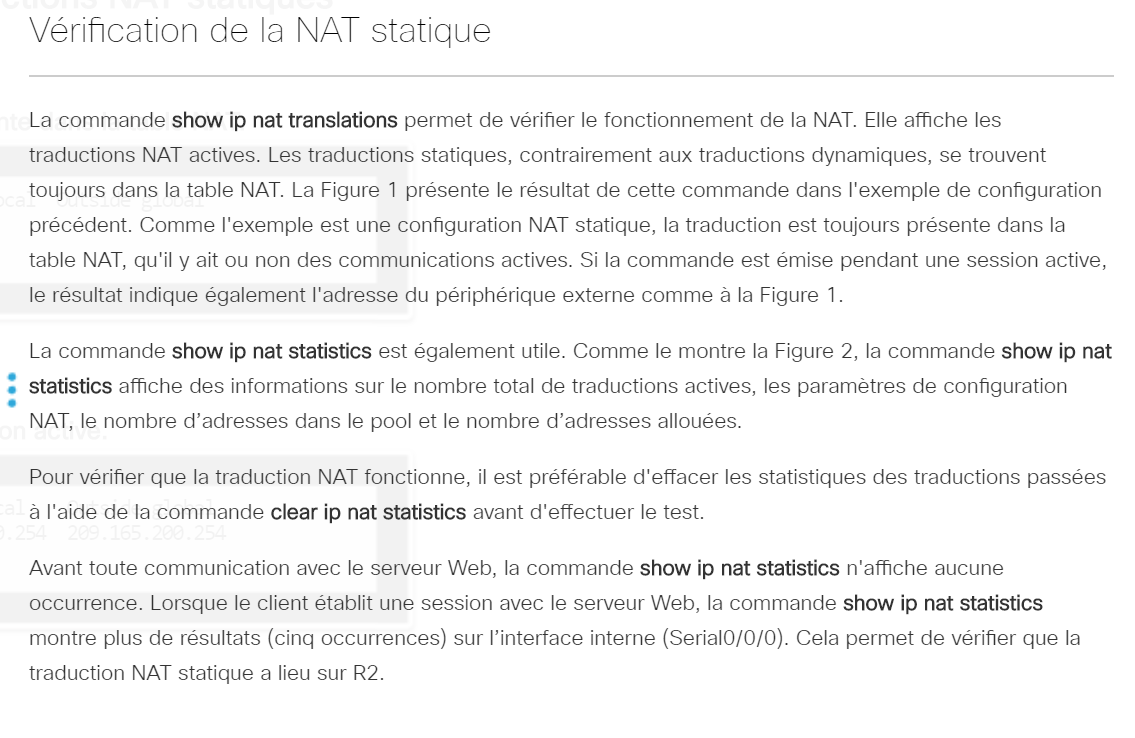 ctions NAT statiques
Vérification de la NAT statique
La commande show ip nat translations permet de vérifier le fonctionnement de la NAT. Elle affiche les
traductions NAT actives. Les traductions statiques, contrairement aux traductions dynamiques, se trouvent
toujours dans la table NAT. La Figure 1 présente le résultat de cette commande dans l'exemple de configuration
précédent. Comme l'exemple est une configuration NAT statique, la traduction est toujours présente dans la
table NAT, qu'il y ait ou non des communications actives. Si la commande est émise pendant une session active,
le résultat indique également l'adresse du périphérique externe comme à la Figure 1.
La commande show ip nat statistics est également utile. Comme le montre la Figure 2, la commande show ip nat
statistics affiche des informations sur le nombre total de traductions actives, les paramètres de configuration
NAT, le nombre d’adresses dans le pool et le nombre d’adresses allouées.
on active.
Pour vérifier que la traduction NAT fonctionne, il est préférable d'effacer les statistiques des traductions passées
à l'aide de la commande clear ip nat statistics avant d'effectuer le test.
0.254 209.165.200.254
Avant toute communication avec le serveur Web, la commande show ip nat statistics n'affiche aucune
occurrence. Lorsque le client établit une session avec le serveur Web, la commande show ip nat statistics
montre plus de résultats (cinq occurrences) sur l’interface interne (Serial0/0/0). Cela permet de vérifier que la
traduction NAT statique a lieu sur R2.